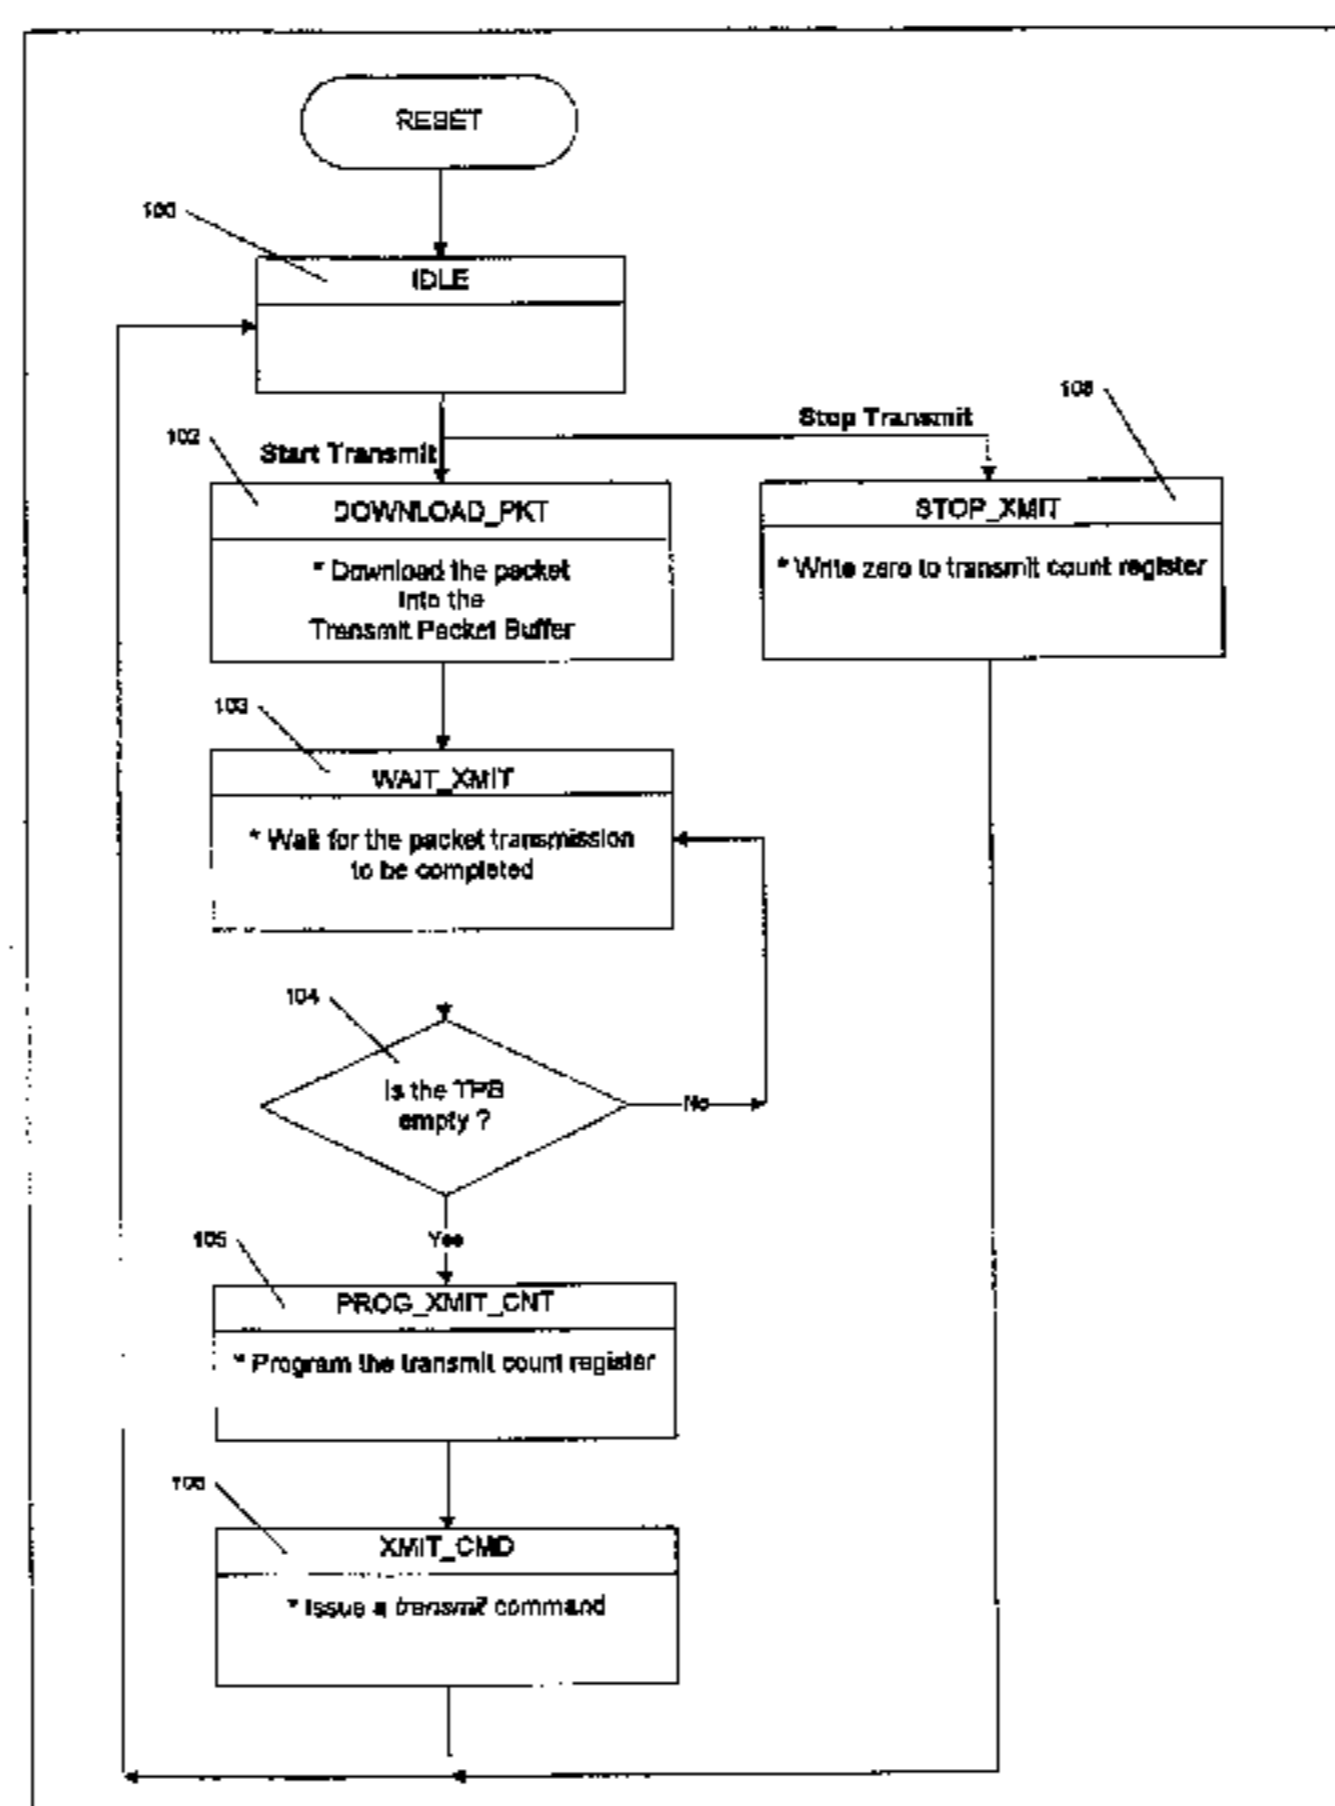 RESET
100
IDLE
108
Stop Transmit
102
Start Transmit
STOP_XMIT
DOWNLOAD_PKT
* Write zero to transmit count register
* Download the packet
into the
Transmit Packet Buffer
103
WAIT_XMIT
* Wait for the packet transmission
to be completed
104
Is the TPB
empty ?
No
Yes
105
PROG_XMIT_CNT
* Program the transmit count register
XMIT_CMD
* Issue a transmit command